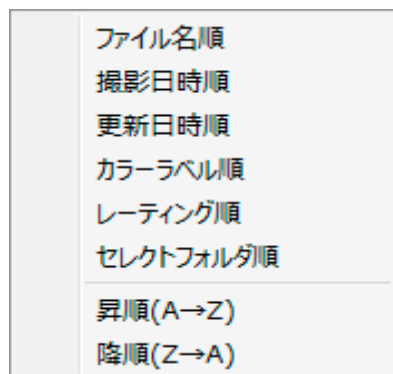 ファイル名順
撮影日時順
更新日時順
カラーラベル順
レーティング順
セレクトフォルダ順
昇順(A→Z)
降順(Z→A)